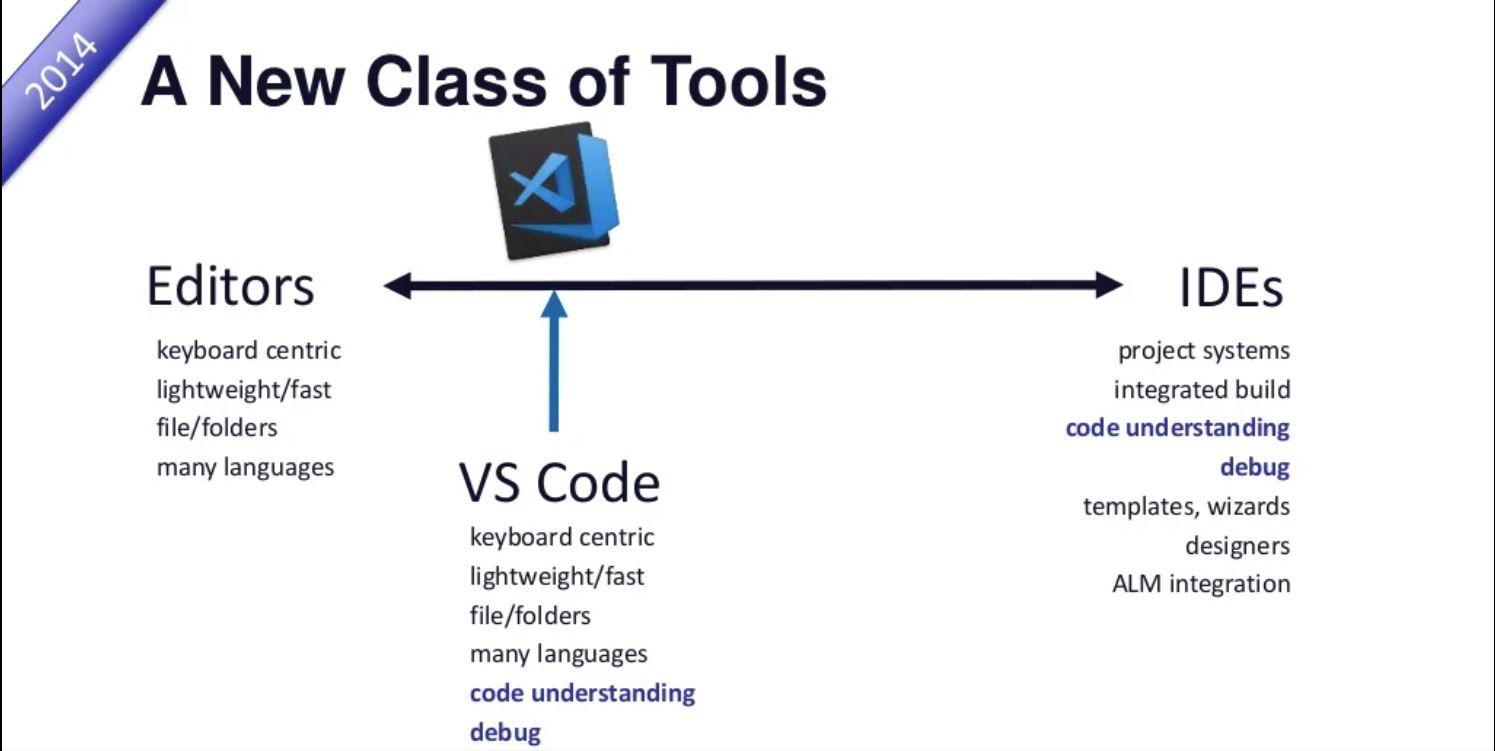 2014
A New Class of Tools
Editors
keyboard centric
lightweight/fast
file/folders
many languages
VS Code
keyboard centric
lightweight/fast
file/folders
many languages
code understanding
debug
IDEs
project systems
integrated build
code understanding
debug
templates, wizards
designers
ALM integration